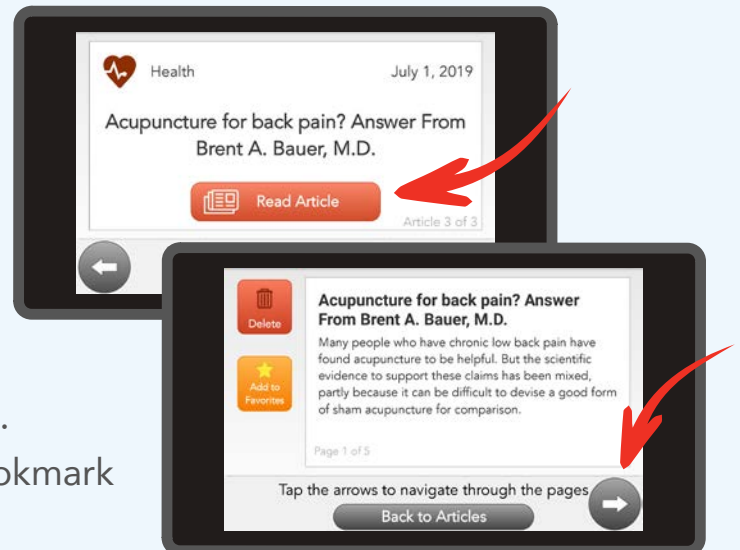 Health
July 1, 2019
Acupuncture for back pain? Answer From
Brent A. Bauer, M.D.
Read Article
Article 3 of 3
Delete
Add to
Favorites
Acupuncture for back pain? Answer
From Brent A. Bauer, M.D.
Many people who have chronic low back pain have
found acupuncture to be helpful. But the scientific
evidence to support these claims has been mixed,
partly because it can be difficult to devise a good form
of sham acupuncture for comparison.
Page 1 of 5
Tap the arrows to navigate through the pages
Back to Articles
.
okmark